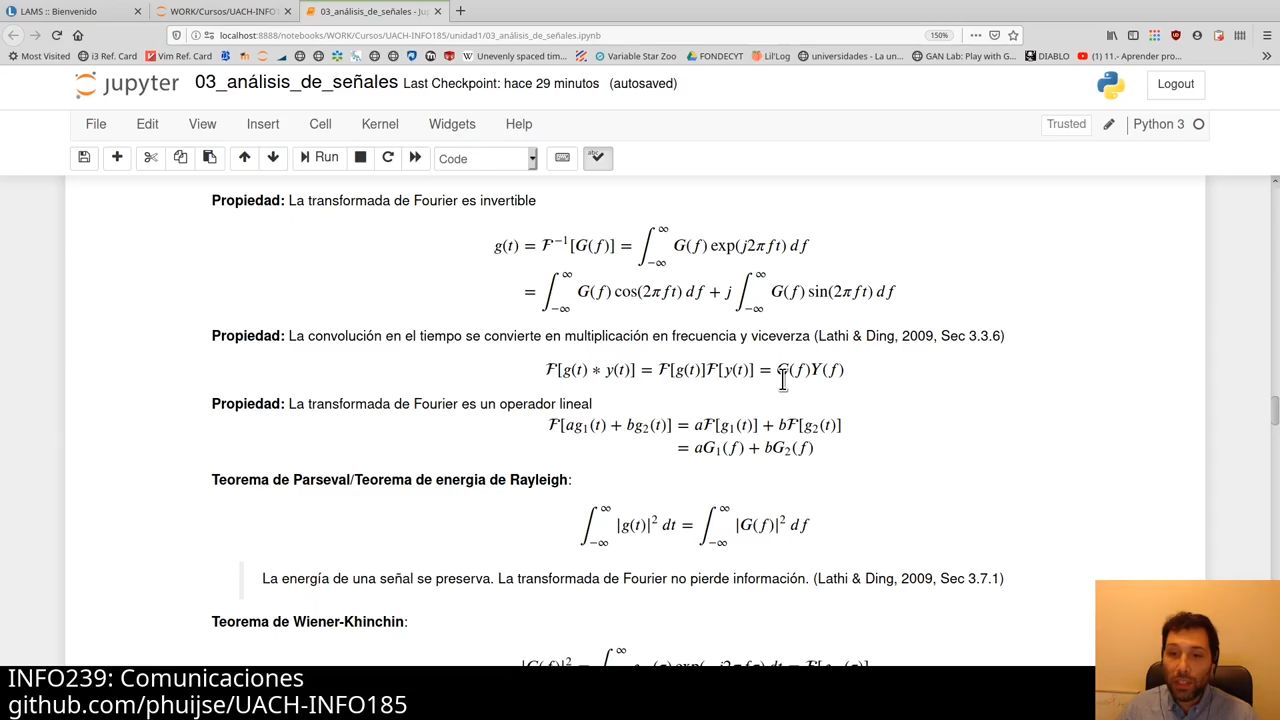 LAMS :: Bienvenido
WORK/Cursos/UACH-INFO1
03_análisis_de_señales - Jup
localhost:8888/notebooks/WORK/Cursos/UACH-INFO185/unidad1/03_análisis_de_señales.ipynb
150%
Most Visited i3 Ref. Card Vim Ref. Card Unevenly spaced tim… Variable Star Zoo FONDECYT Lil'Log universidades - La un… GAN Lab: Play with G… DIABLO (1) 11.- Aprender pro…
jupyter 03_análisis_de_señales Last Checkpoint: hace 29 minutos (autosaved) Logout
File Edit View Insert Cell Kernel Widgets Help Trusted Python 3
Run Code
Propiedad: La transformada de Fourier es invertible
g(t) = ℱ⁻¹[G(f)] = ∫_{-∞}^{∞} G(f) exp(j2πft) df
= ∫_{-∞}^{∞} G(f) cos(2πft) df + j ∫_{-∞}^{∞} G(f) sin(2πft) df
Propiedad: La convolución en el tiempo se convierte en multiplicación en frecuencia y viceverza (Lathi & Ding, 2009, Sec 3.3.6)
ℱ[g(t) ∗ y(t)] = ℱ[g(t)]ℱ[y(t)] = G(f)Y(f)
Propiedad: La transformada de Fourier es un operador lineal
ℱ[ag₁(t) + bg₂(t)] = aℱ[g₁(t)] + bℱ[g₂(t)]
= aG₁(f) + bG₂(f)
Teorema de Parseval/Teorema de energia de Rayleigh:
∫_{-∞}^{∞} |g(t)|² dt = ∫_{-∞}^{∞} |G(f)|² df
La energía de una señal se preserva. La transformada de Fourier no pierde información. (Lathi & Ding, 2009, Sec 3.7.1)
Teorema de Wiener-Khinchin:
INFO239: Comunicaciones
github.com/phuijse/UACH-INFO185